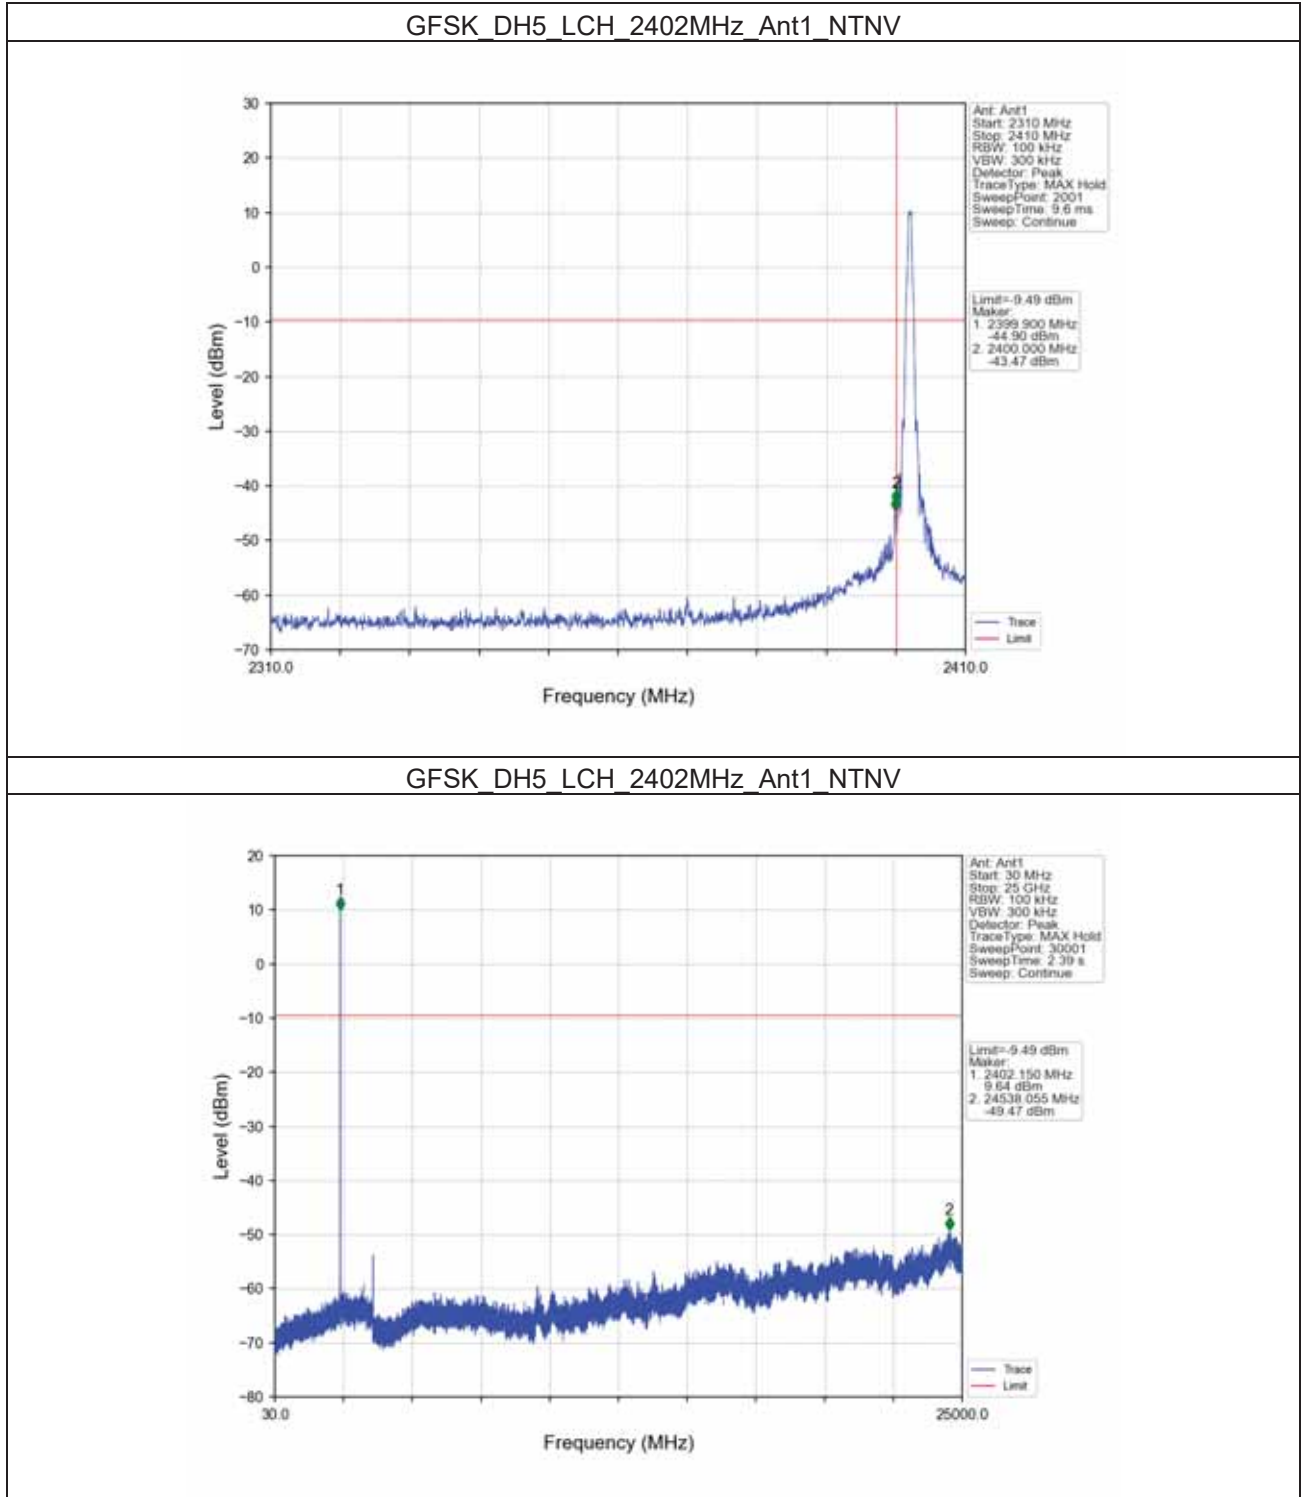 GFSK_DH5_LCH_2402MHz_Ant1_NTNV
30
20
10
0
−10
−20
−30
−40
−50
−60
−70
Level (dBm)
2
2310.0
2410.0
Frequency (MHz)
Ant: Ant1
Start: 2310 MHz
Stop: 2410 MHz
RBW: 100 kHz
VBW: 300 kHz
Detector: Peak
TraceType: MAX Hold
SweepPoint: 2001
SweepTime: 9.6 ms
Sweep: Continue
Limit=-9.49 dBm
Maker:
1. 2399.900 MHz
-44.90 dBm
2. 2400.000 MHz
-43.47 dBm
Trace
Limit
GFSK_DH5_LCH_2402MHz_Ant1_NTNV
20
10
0
−10
−20
−30
−40
−50
−60
−70
−80
Level (dBm)
1
2
30.0
25000.0
Frequency (MHz)
Ant: Ant1
Start: 30 MHz
Stop: 25 GHz
RBW: 100 kHz
VBW: 300 kHz
Detector: Peak
TraceType: MAX Hold
SweepPoint: 30001
SweepTime: 2.39 s
Sweep: Continue
Limit=-9.49 dBm
Maker:
1. 2402.150 MHz
9.64 dBm
2. 24538.055 MHz
-49.47 dBm
Trace
Limit